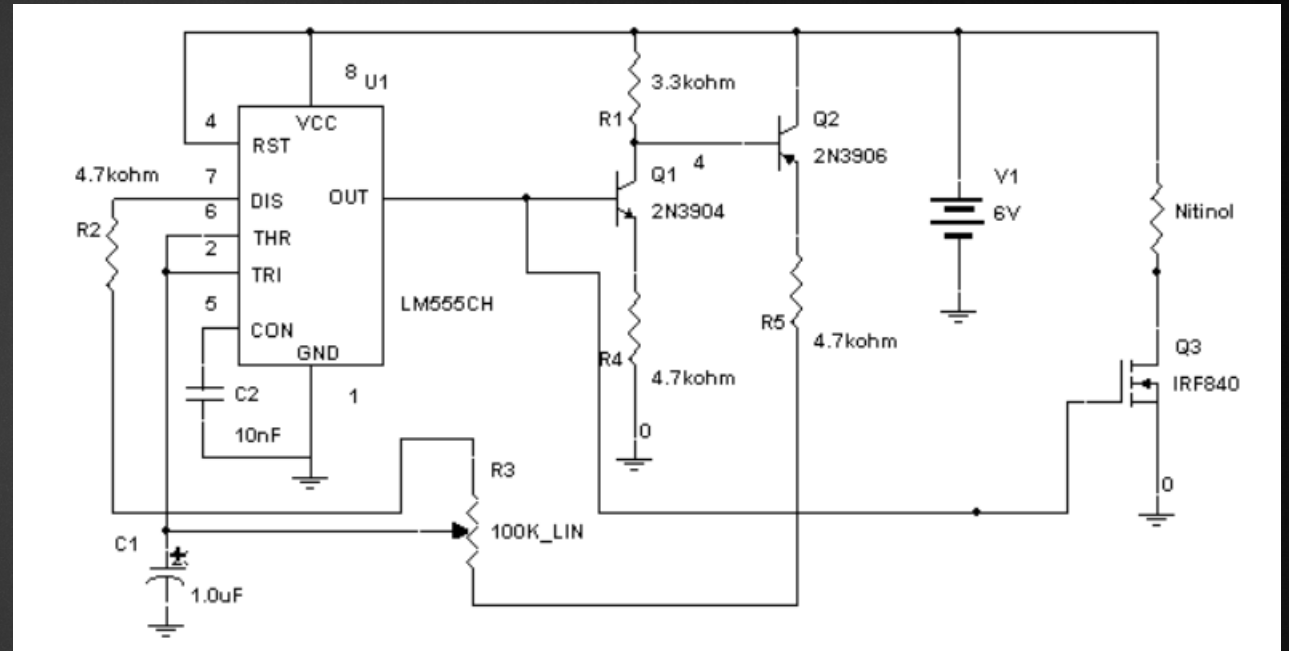 8
U1
VCC
4
RST
4.7kohm
7
DIS
OUT
R2
6
THR
2
TRI
LM555CH
5
CON
GND
C2
10nF
1
3.3kohm
R1
4
Q1
2N3904
Q2
2N3906
V1
6V
Nitinol
R5
4.7kohm
R4
4.7kohm
0
Q3
IRF840
0
R3
100K_LIN
C1
+
1.0uF